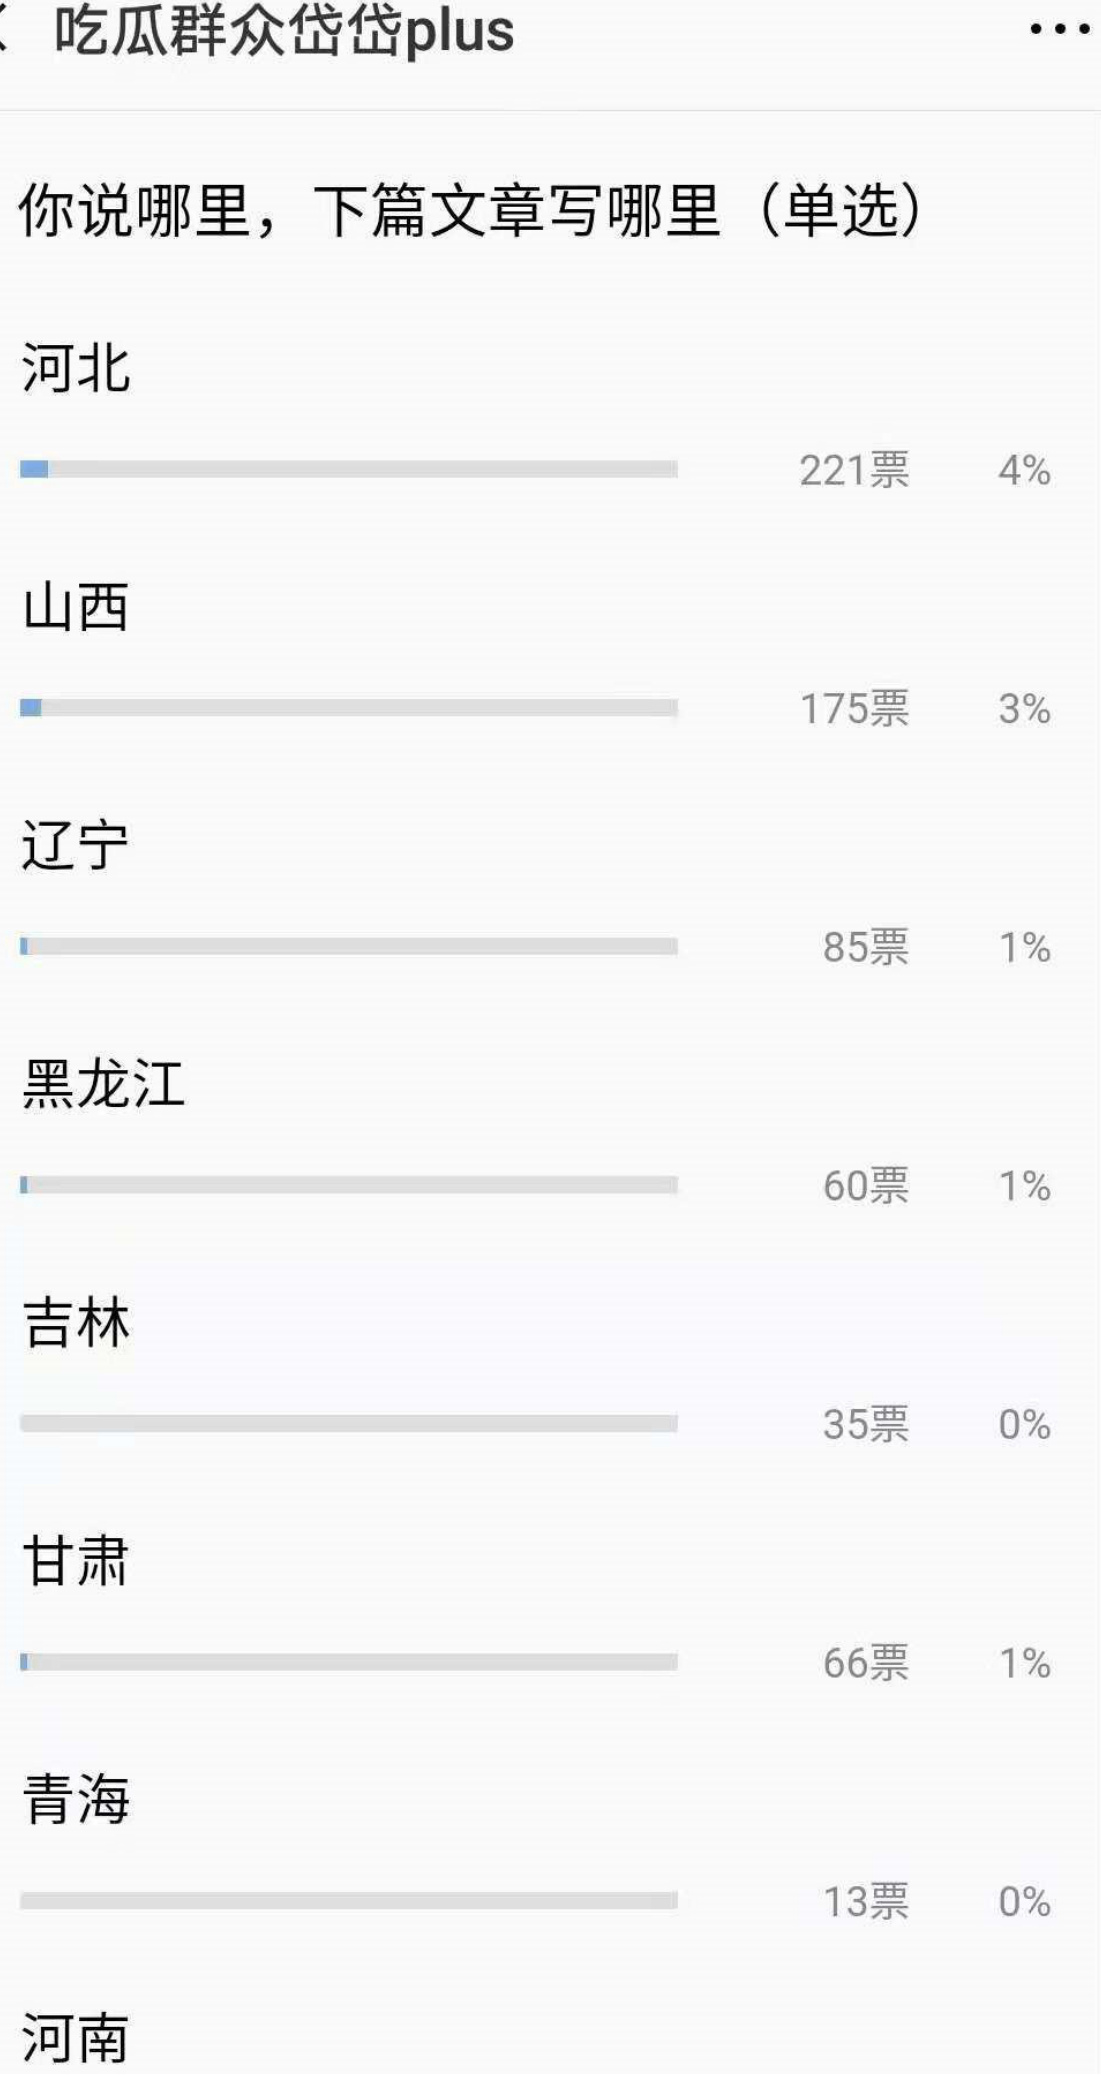 吃瓜群众岱岱plus
你说哪里，下篇文章写哪里（单选）
河北
221票 4%
山西
175票 3%
辽宁
85票 1%
黑龙江
60票 1%
吉林
35票 0%
甘肃
66票 1%
青海
13票 0%
河南